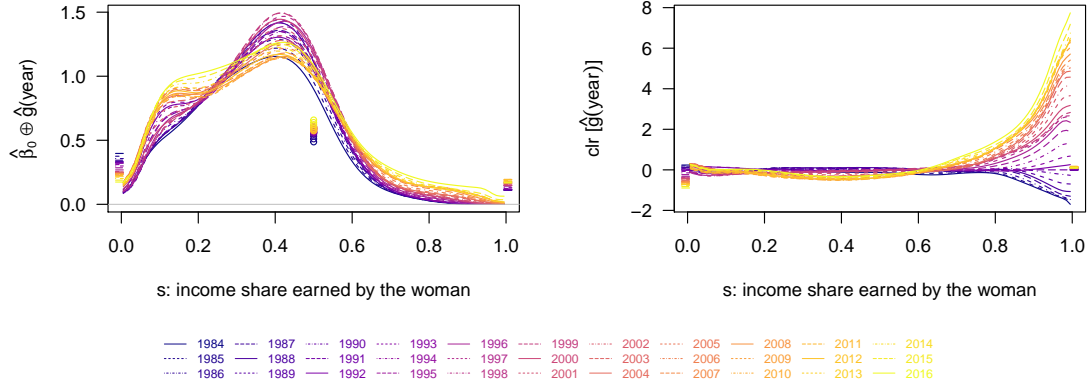 β̂₀ ⊕ ĝ(year)
0.0 0.5 1.0 1.5
0.0 0.2 0.4 0.6 0.8 1.0
s: income share earned by the woman
clr [ĝ(year)]
−2 0 2 4 6 8
0.0 0.2 0.4 0.6 0.8 1.0
s: income share earned by the woman
1984 1987 1990 1993 1996 1999 2002 2005 2008 2011 2014
1985 1988 1991 1994 1997 2000 2003 2006 2009 2012 2015
1986 1989 1992 1995 1998 2001 2004 2007 2010 2013 2016